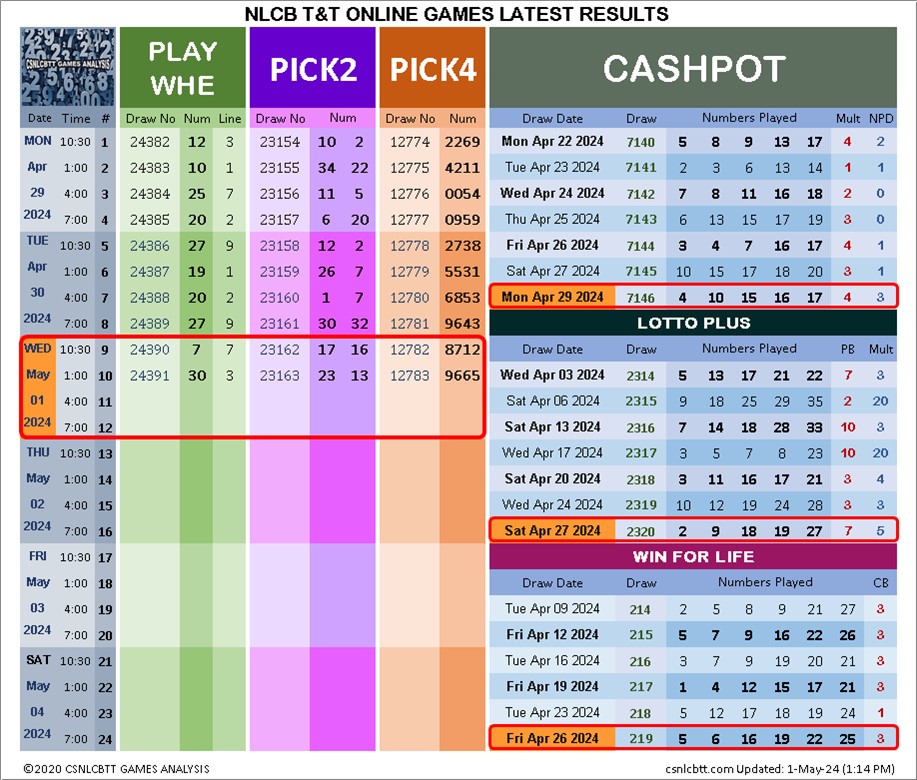 NLCB T&T ONLINE GAMES LATEST RESULTS
CSNLCBTT GAMES ANALYSIS
PLAY WHE PICK2 PICK4 CASHPOT
Date Time # Draw No Num Line Draw No Num Draw No Num Draw Date Draw Numbers Played Mult NPD
MON 10:30 1 24382 12 3 23154 10 2 12774 2269 Mon Apr 22 2024 7140 5 8 9 13 17 4 2
Apr 1:00 2 24383 10 1 23155 34 22 12775 4211 Tue Apr 23 2024 7141 2 3 6 13 14 1 1
29 4:00 3 24384 25 7 23156 11 5 12776 0054 Wed Apr 24 2024 7142 7 8 11 16 18 2 0
2024 7:00 4 24385 20 2 23157 6 20 12777 0959 Thu Apr 25 2024 7143 6 13 15 17 19 3 0
TUE 10:30 5 24386 27 9 23158 12 2 12778 2738 Fri Apr 26 2024 7144 3 4 7 16 17 4 1
Apr 1:00 6 24387 19 1 23159 26 7 12779 5531 Sat Apr 27 2024 7145 10 15 17 18 20 3 1
30 4:00 7 24388 20 2 23160 1 7 12780 6853 Mon Apr 29 2024 7146 4 10 15 16 17 4 3
2024 7:00 8 24389 27 9 23161 30 32 12781 9643 LOTTO PLUS
WED 10:30 9 24390 7 7 23162 17 16 12782 8712 Draw Date Draw Numbers Played PB Mult
May 1:00 10 24391 30 3 23163 23 13 12783 9665 Wed Apr 03 2024 2314 5 13 17 21 22 7 3
01 4:00 11 Sat Apr 06 2024 2315 9 18 25 29 35 2 20
2024 7:00 12 Sat Apr 13 2024 2316 7 14 18 28 33 10 3
THU 10:30 13 Wed Apr 17 2024 2317 3 5 7 8 23 10 20
May 1:00 14 Sat Apr 20 2024 2318 3 11 16 17 21 3 4
02 4:00 15 Wed Apr 24 2024 2319 10 12 19 24 28 3 3
2024 7:00 16 Sat Apr 27 2024 2320 2 9 18 19 27 7 5
FRI 10:30 17 WIN FOR LIFE
May 1:00 18 Draw Date Draw Numbers Played CB
03 4:00 19 Tue Apr 09 2024 214 2 5 8 9 21 27 3
2024 7:00 20 Fri Apr 12 2024 215 5 7 9 16 22 26 3
SAT 10:30 21 Tue Apr 16 2024 216 3 7 9 19 20 21 3
May 1:00 22 Fri Apr 19 2024 217 1 4 12 15 17 21 3
04 4:00 23 Tue Apr 23 2024 218 5 12 17 18 19 24 1
2024 7:00 24 Fri Apr 26 2024 219 5 6 16 19 22 25 3
©2020 CSNLCBTT GAMES ANALYSIS csnlcbtt.com Updated: 1-May-24 (1:14 PM)